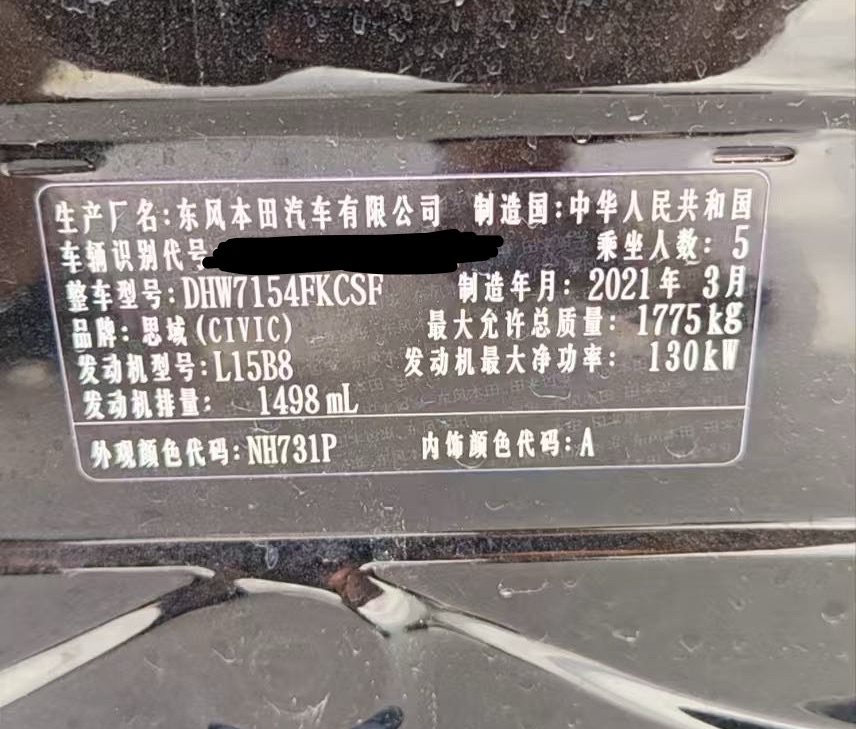 生产厂名:东风本田汽车有限公司 制造国:中华人民共和国
车辆识别代号 乘坐人数: 5
整车型号:DHW7154FKCSF 制造年月: 2021年 3月
品牌: 思域(CIVIC) 最大允许总质量: 1775kg
发动机型号:L15B8 发动机最大净功率: 130kW
发动机排量: 1498mL
外观颜色代码:NH731P 内饰颜色代码:A